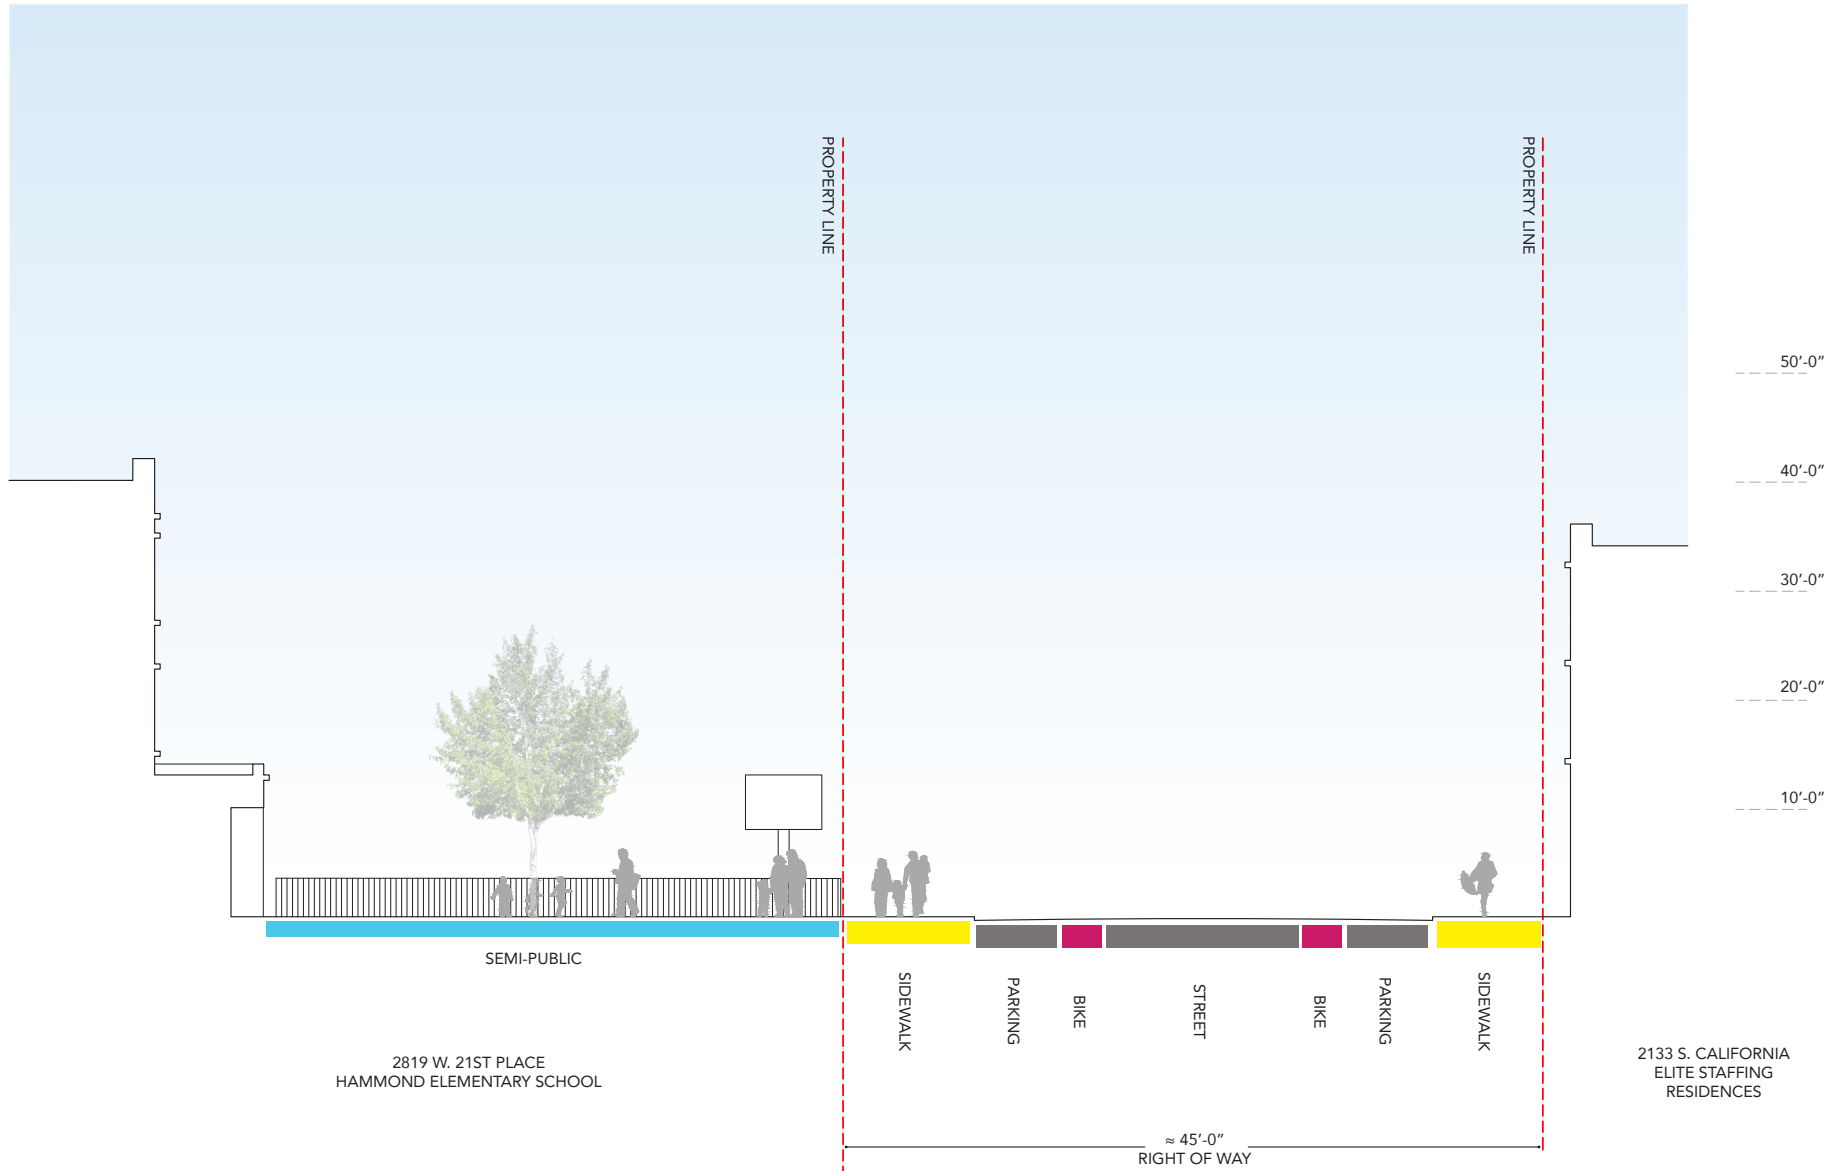 PROPERTY LINE
PROPERTY LINE
50'-0"
40'-0"
30'-0"
20'-0"
10'-0"
SEMI-PUBLIC
SIDEWALK
PARKING
BIKE
STREET
BIKE
PARKING
SIDEWALK
2819 W. 21ST PLACE
HAMMOND ELEMENTARY SCHOOL
2133 S. CALIFORNIA
ELITE STAFFING
RESIDENCES
≈ 45'-0"
RIGHT OF WAY